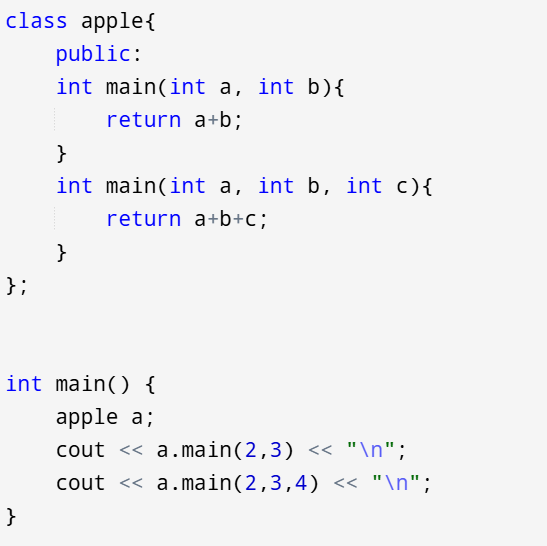 class apple{
    public:
    int main(int a, int b){
        return a+b;
    }
    int main(int a, int b, int c){
        return a+b+c;
    }
};
int main() {
    apple a;
    cout << a.main(2,3) << "\n";
    cout << a.main(2,3,4) << "\n";
}